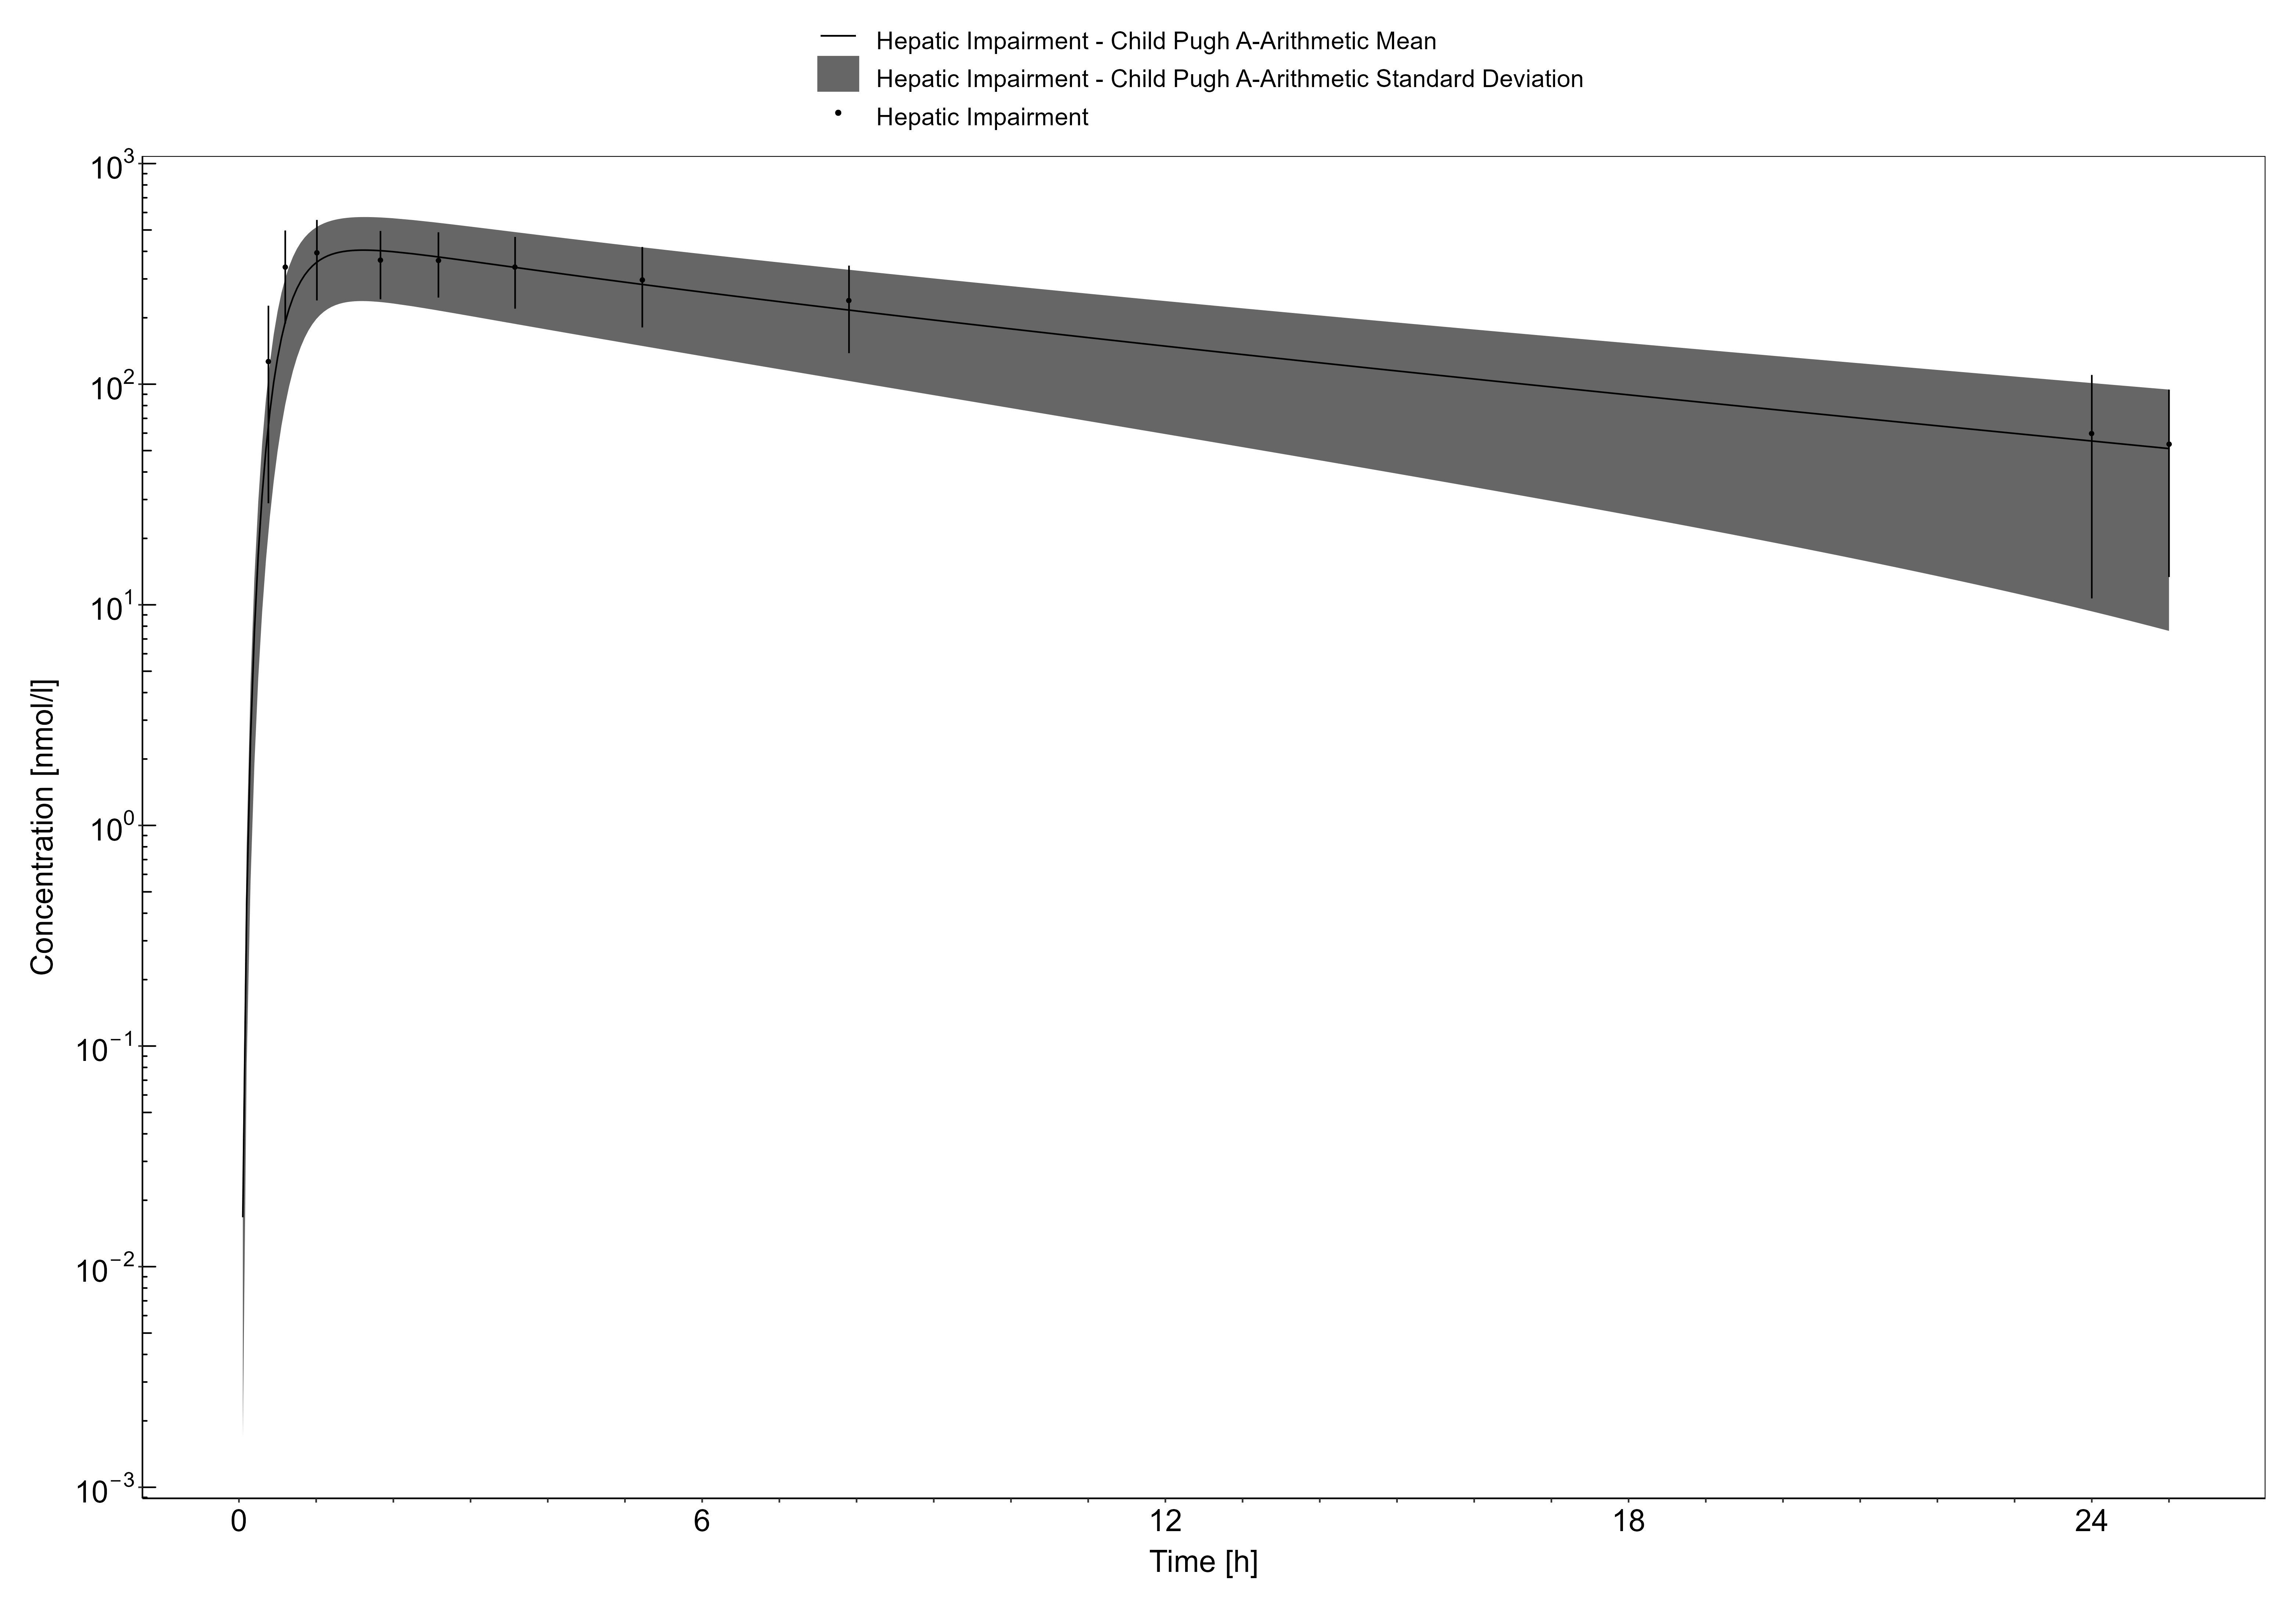 Hepatic Impairment - Child Pugh A-Arithmetic Mean
Hepatic Impairment - Child Pugh A-Arithmetic Standard Deviation
Hepatic Impairment
10³
10²
10¹
10⁰
10⁻¹
10⁻²
10⁻³
Concentration [nmol/l]
0 6 12 18 24
Time [h]